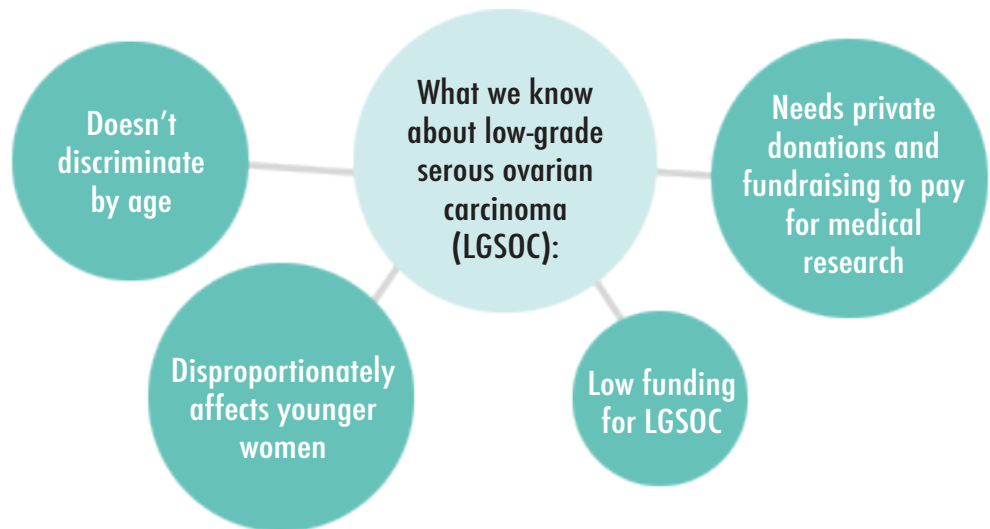 What we know
about low-grade
serous ovarian
carcinoma
(LGSOC):
Doesn't
discriminate
by age
Needs private
donations and
fundraising to pay
for medical
research
Disproportionately
affects younger
women
Low funding
for LGSOC